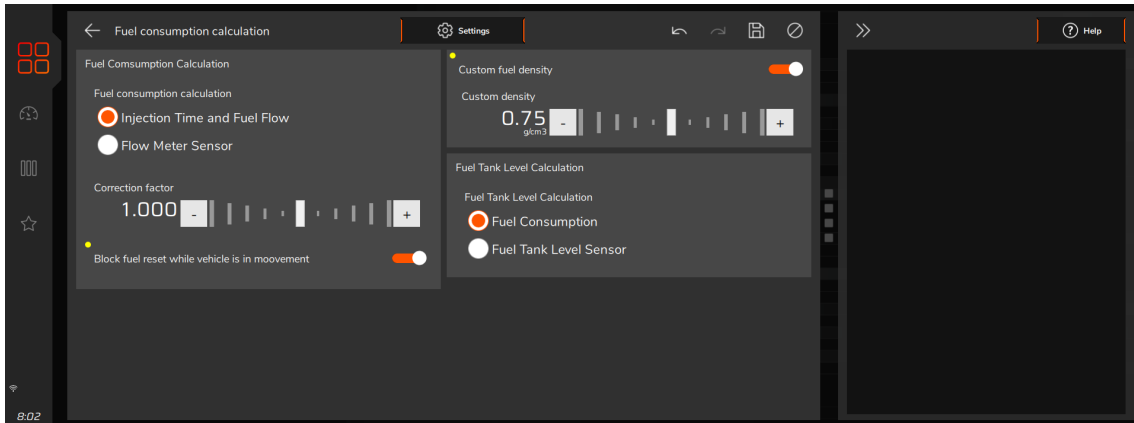 Fuel consumption calculation
Settings
Help
Fuel Comsumption Calculation
Fuel consumption calculation
Injection Time and Fuel Flow
Flow Meter Sensor
Correction factor
1.000
-
+
Block fuel reset while vehicle is in moovement
Custom fuel density
Custom density
0.75
g/cm3
-
+
Fuel Tank Level Calculation
Fuel Tank Level Calculation
Fuel Consumption
Fuel Tank Level Sensor
8:02